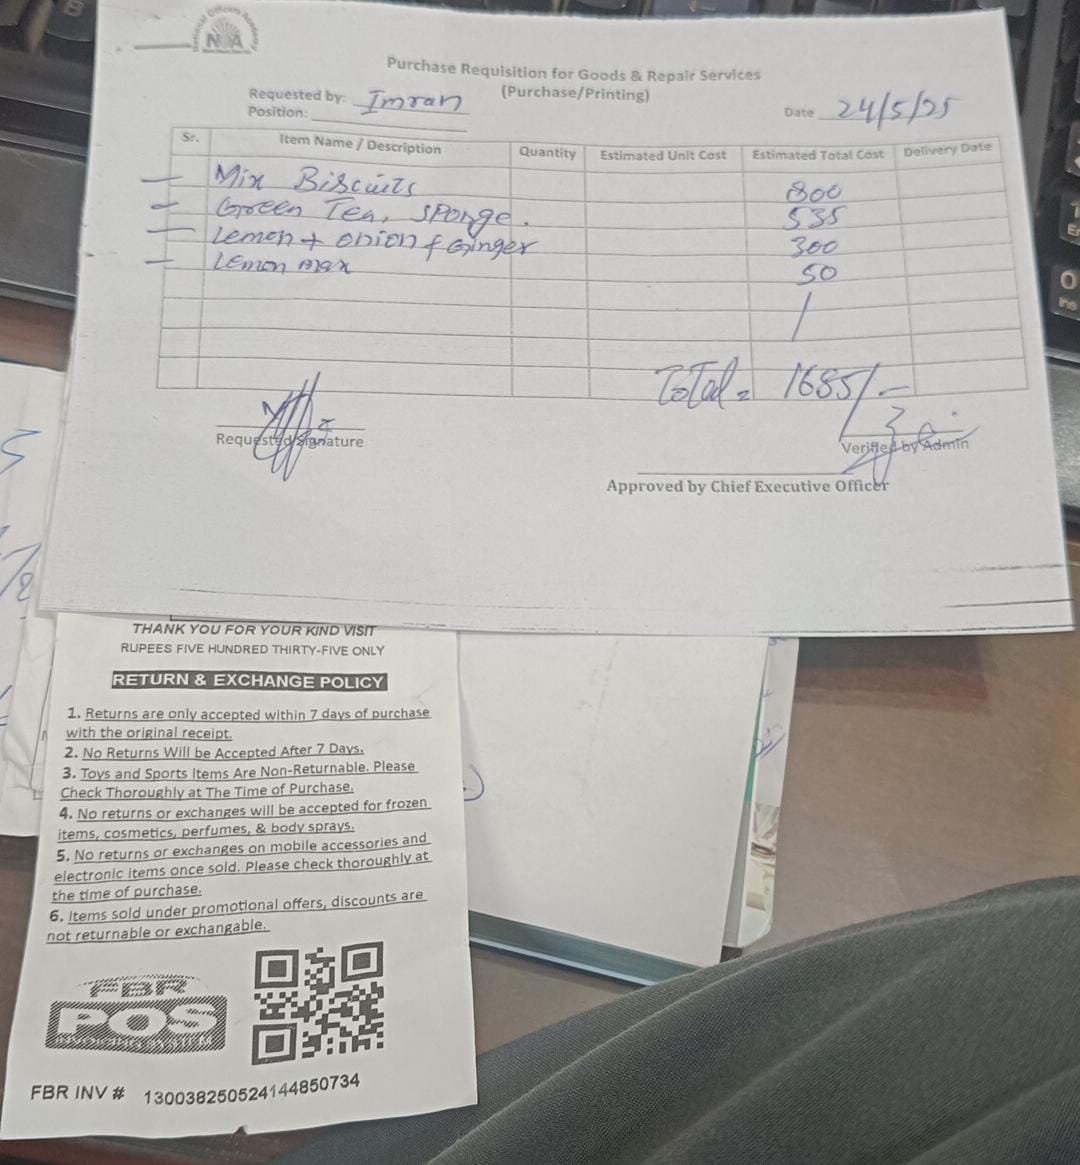 National Officers Academy
NOA
Purchase Requisition for Goods & Repair Services
(Purchase/Printing)
Requested by: Imran
Position:
Date 24/5/25
Sr. Item Name / Description Quantity Estimated Unit Cost Estimated Total Cost Delivery Date
Mix Biscuits 800
Green Tea, sponge. 535
Lemon + onion + Ginger 300
Lemon max 50
Total = 1685/-
Requested Signature
Verified by Admin
Approved by Chief Executive Officer
THANK YOU FOR YOUR KIND VISIT
RUPEES FIVE HUNDRED THIRTY-FIVE ONLY
RETURN & EXCHANGE POLICY
1. Returns are only accepted within 7 days of purchase
with the original receipt.
2. No Returns Will be Accepted After 7 Days.
3. Toys and Sports Items Are Non-Returnable. Please
Check Thoroughly at The Time of Purchase.
4. No returns or exchanges will be accepted for frozen
items, cosmetics, perfumes, & body sprays.
5. No returns or exchanges on mobile accessories and
electronic items once sold. Please check thoroughly at
the time of purchase.
6. Items sold under promotional offers, discounts are
not returnable or exchangable.
FBR
POS
INVOICING SYSTEM
FBR INV # 130038250524144850734